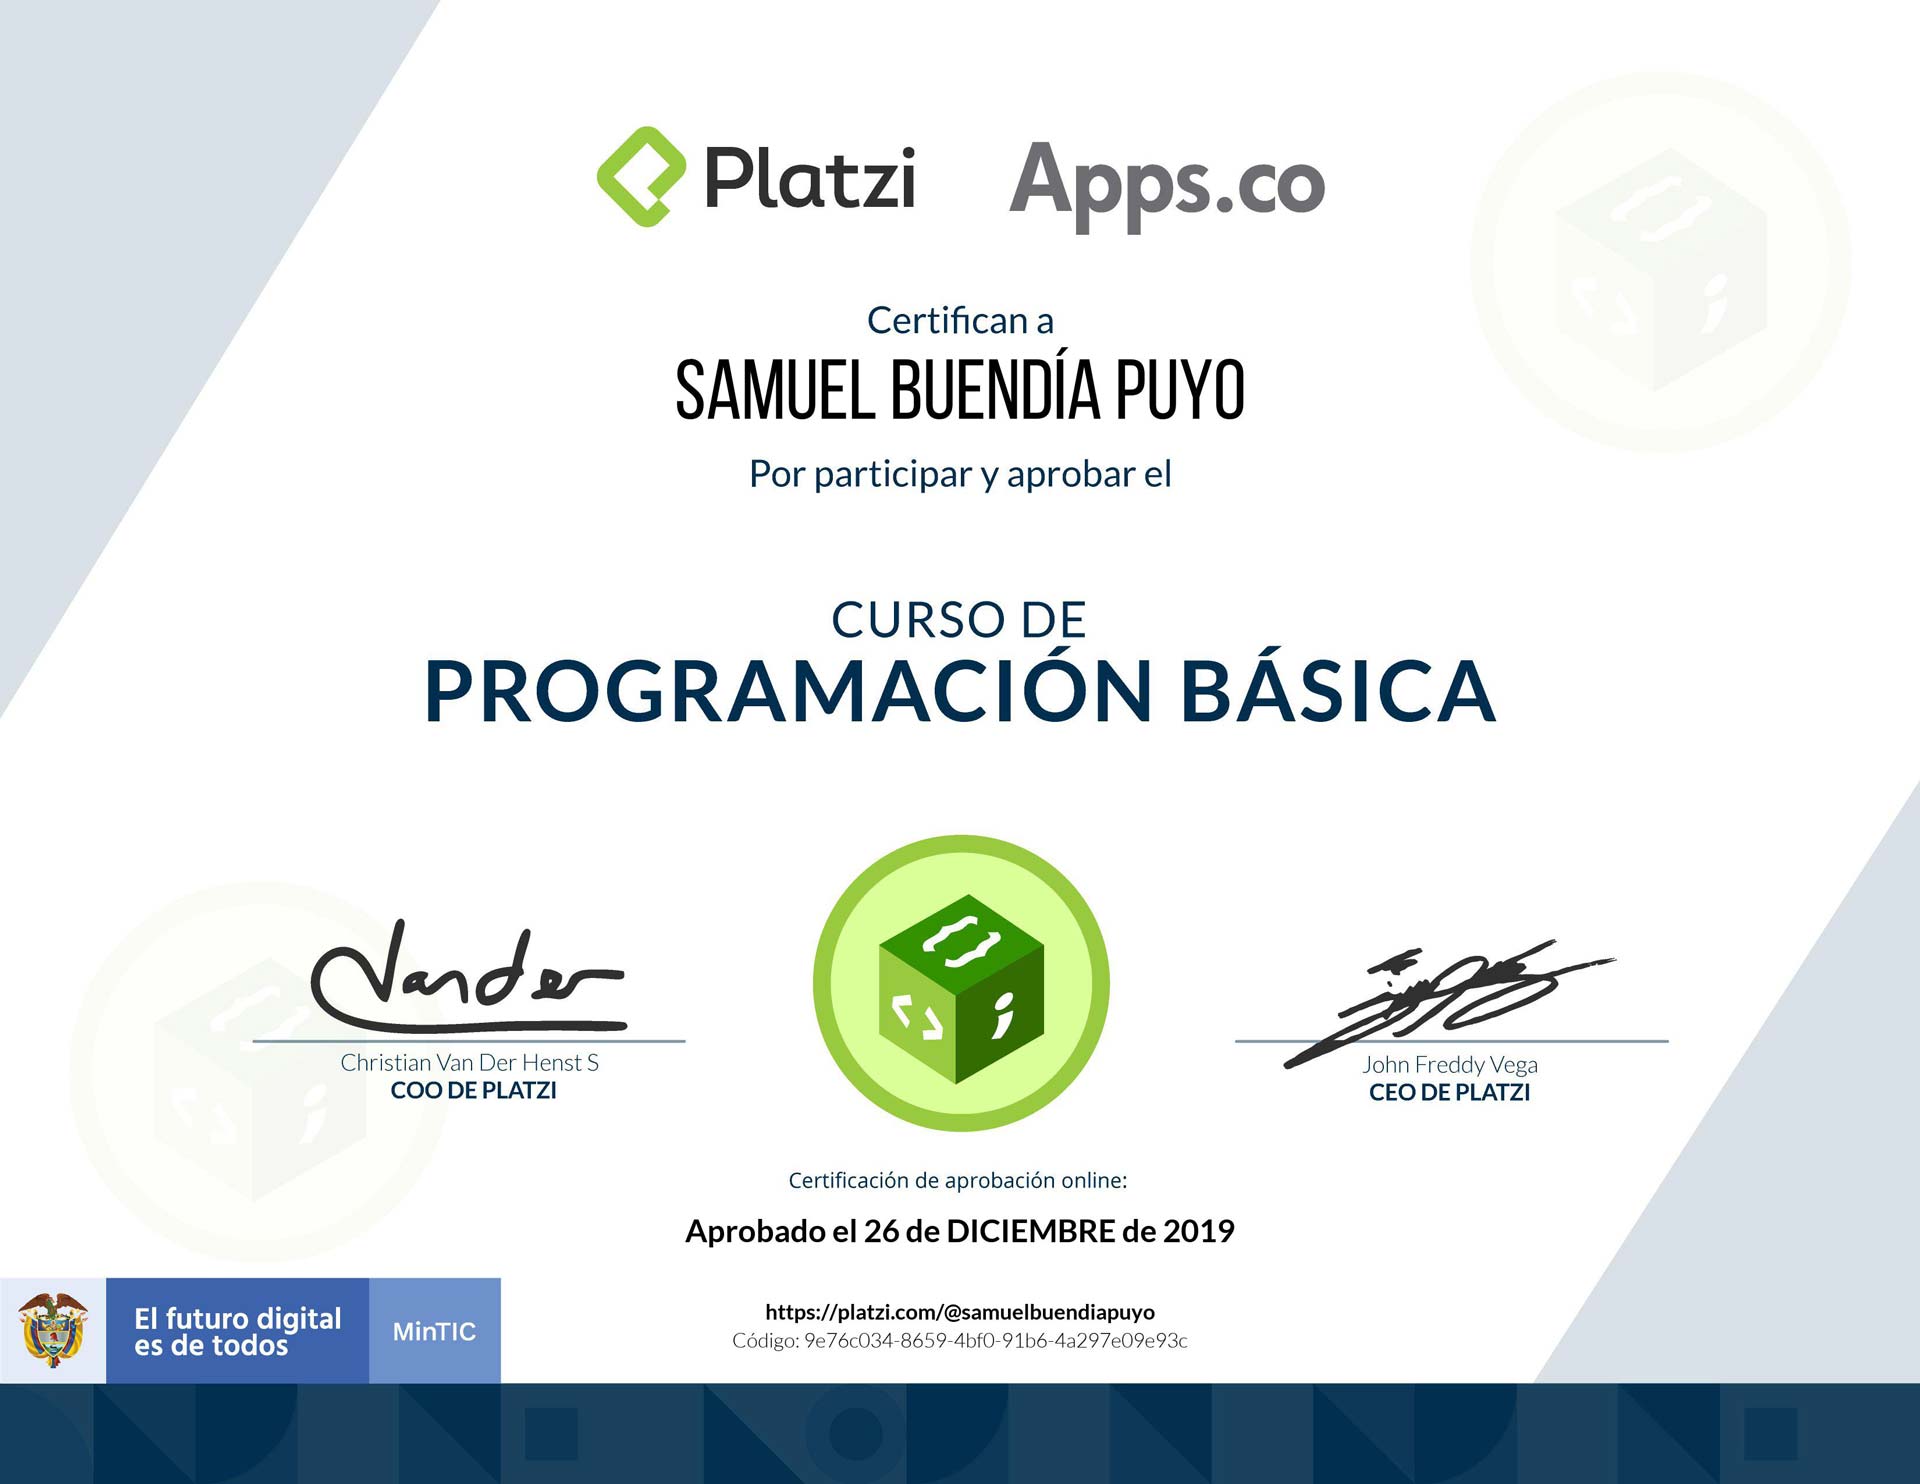 Platzi Apps.co
Certifican a
SAMUEL BUENDÍA PUYO
Por participar y aprobar el
CURSO DE
PROGRAMACIÓN BÁSICA
Vander
Christian Van Der Henst S
COO DE PLATZI
John Freddy Vega
CEO DE PLATZI
Certificación de aprobación online:
Aprobado el 26 de DICIEMBRE de 2019
El futuro digital
es de todos
MinTIC
https://platzi.com/@samuelbuendiapuyo
Código: 9e76c034-8659-4bf0-91b6-4a297e09e93c